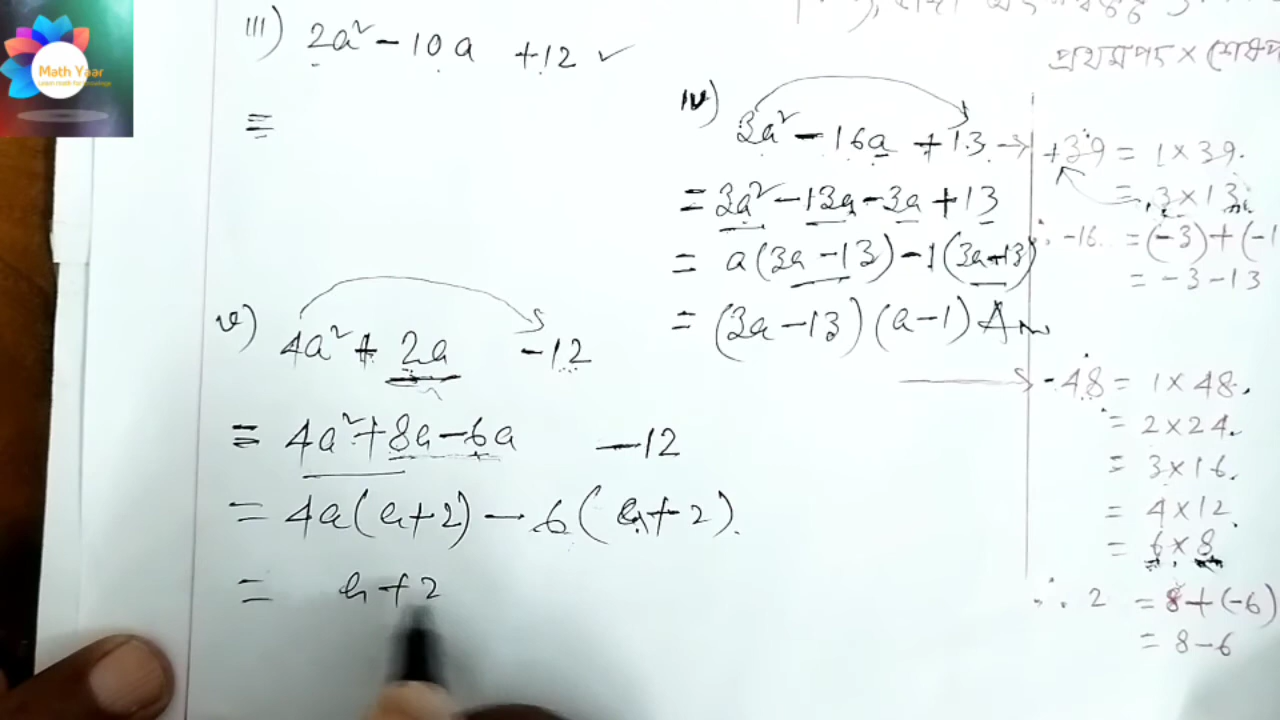 Math Yaar
iii) 2a² - 10a + 12 ✓
=
iv) 3a² - 16a + 13 → +39 = 1 × 39.
= 3a² - 13a - 3a + 13
= a(3a - 13) - 1(3a+13)
= (3a - 13)(a - 1) Ans
প্রথমপদ ×
= 3 × 13
∴ -16 = (-3) + (-1
= -3 - 13
v) 4a² + 2a - 12
= 4a² + 8a - 6a - 12
= 4a(a+2) - 6(a+2).
= a+2
→ -48 = 1 × 48.
= 2 × 24.
= 3 × 16.
= 4 × 12.
= 6 × 8
∴ 2 = 8 + (-6)
= 8 - 6